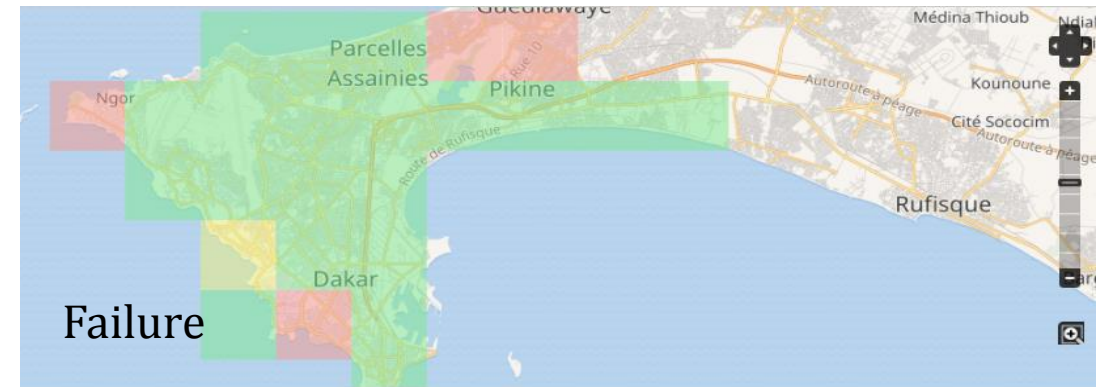 Gueulawaye
Médina Thioub
Parcelles
Assainies
Rue 10
Pikine
Ngor
Autoroute à péage
Kounoune
Cité Sococim
Autoroute à péage
Route de Rufisque
Rufisque
Dakar
Failure